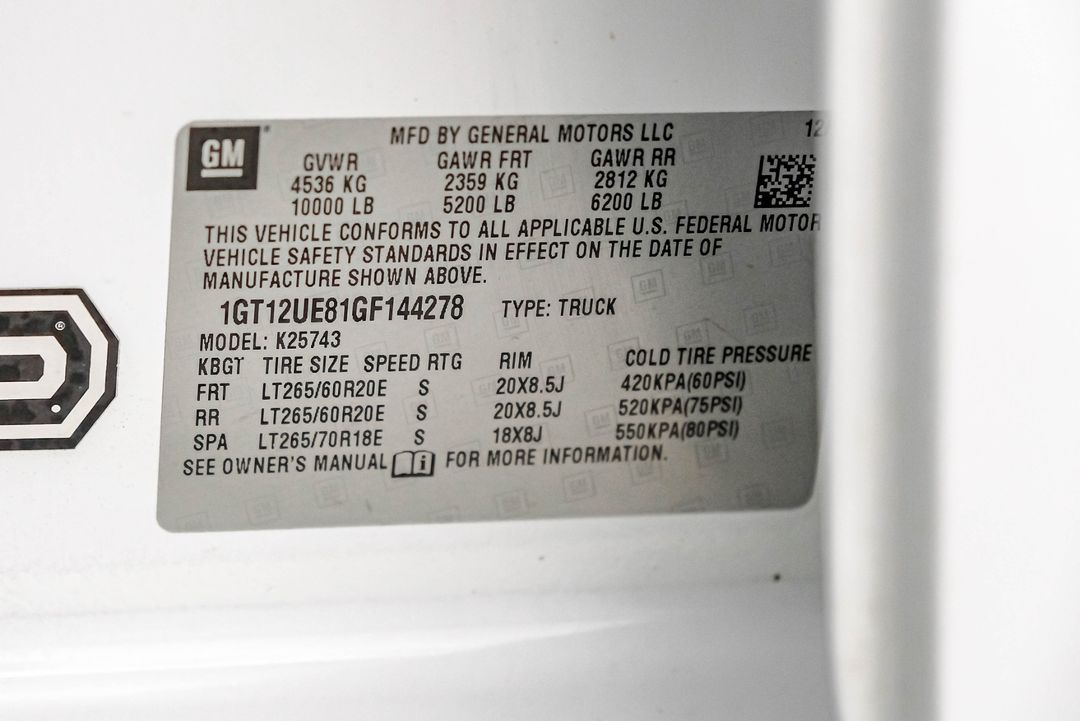 GM
MFD BY GENERAL MOTORS LLC 12
GVWR GAWR FRT GAWR RR
4536 KG 2359 KG 2812 KG
10000 LB 5200 LB 6200 LB
THIS VEHICLE CONFORMS TO ALL APPLICABLE U.S. FEDERAL MOTOR
VEHICLE SAFETY STANDARDS IN EFFECT ON THE DATE OF
MANUFACTURE SHOWN ABOVE.
1GT12UE81GF144278 TYPE: TRUCK
MODEL: K25743
KBGT TIRE SIZE SPEED RTG RIM COLD TIRE PRESSURE
FRT LT265/60R20E S 20X8.5J 420KPA(60PSI)
RR LT265/60R20E S 20X8.5J 520KPA(75PSI)
SPA LT265/70R18E S 18X8J 550KPA(80PSI)
SEE OWNER'S MANUAL i FOR MORE INFORMATION.